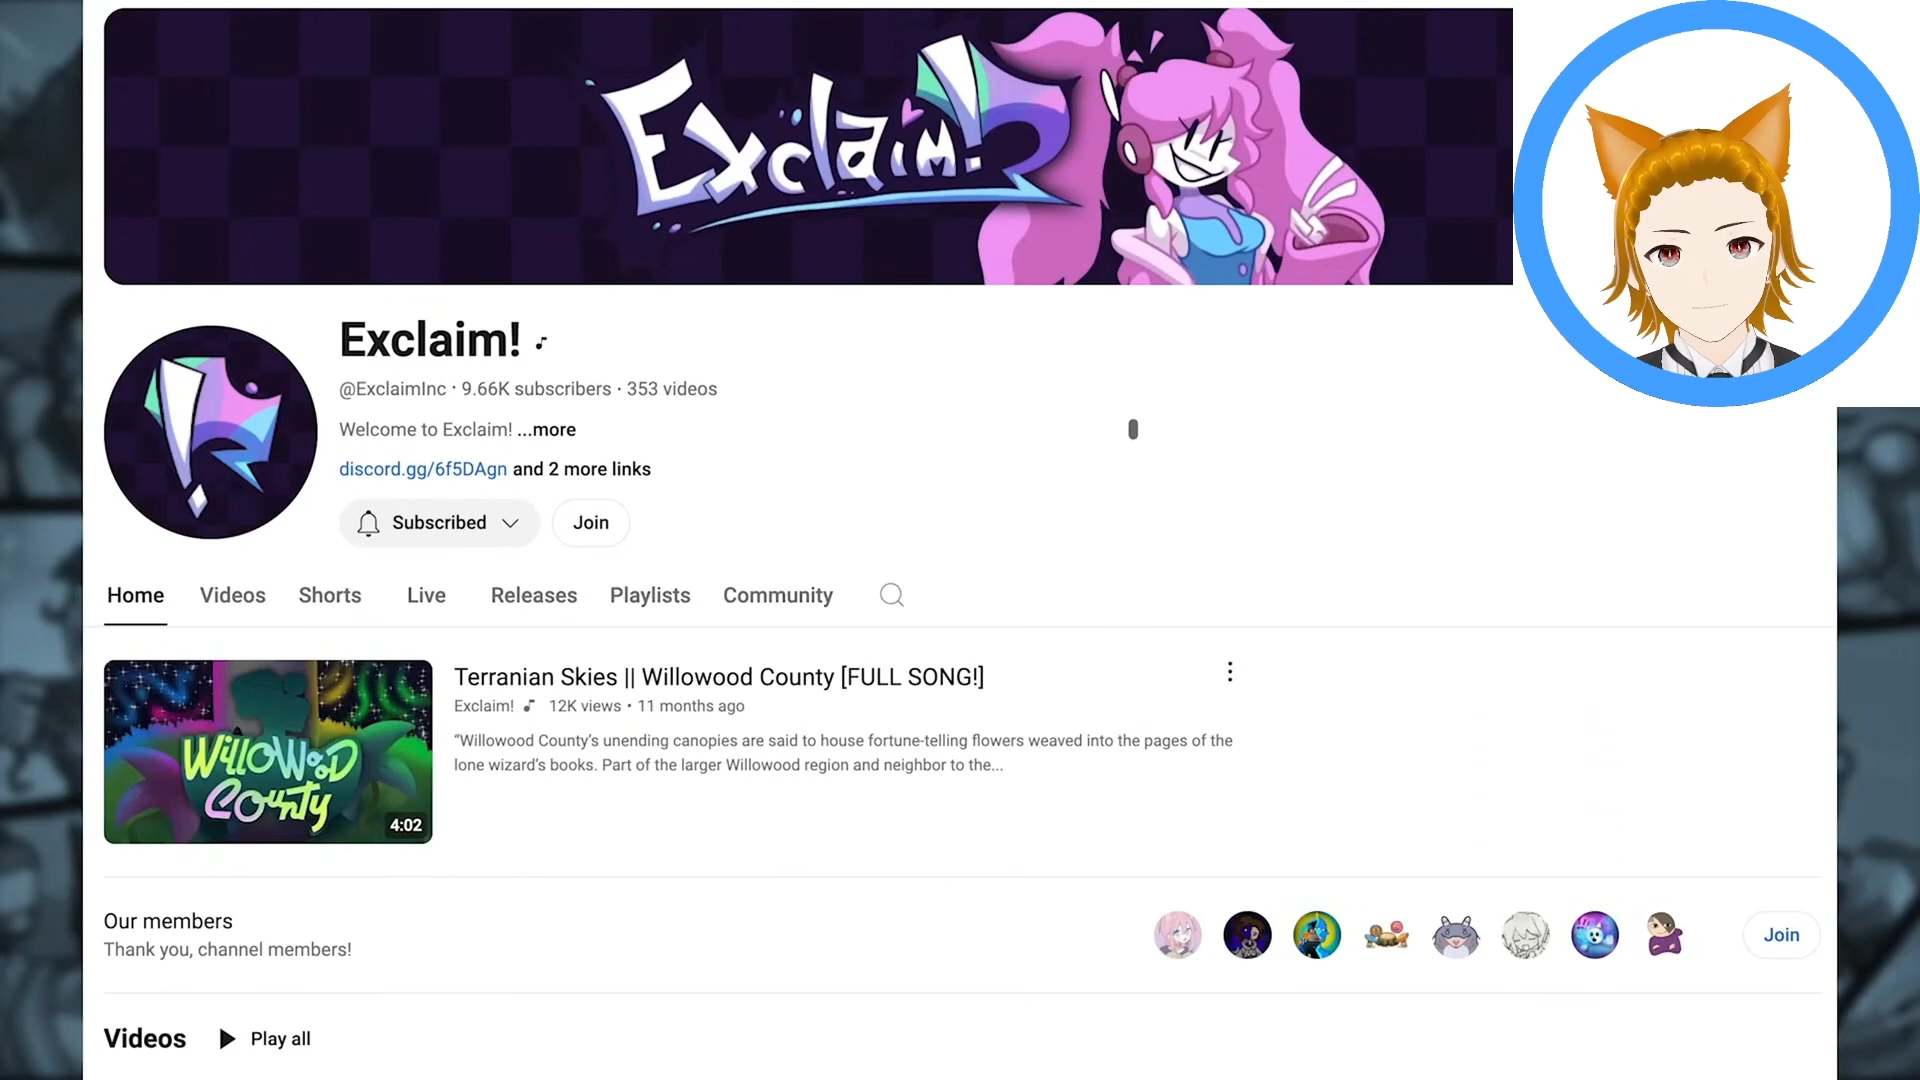 Exclaim!
Exclaim!
@ExclaimInc · 9.66K subscribers · 353 videos
Welcome to Exclaim! ...more
discord.gg/6f5DAgn and 2 more links
Subscribed
Join
Home
Videos
Shorts
Live
Releases
Playlists
Community
WilloWooD County
4:02
Terranian Skies || Willowood County [FULL SONG!]
Exclaim! 12K views • 11 months ago
“Willowood County’s unending canopies are said to house fortune-telling flowers weaved into the pages of the
lone wizard’s books. Part of the larger Willowood region and neighbor to the...
Our members
Thank you, channel members!
Join
Videos
Play all